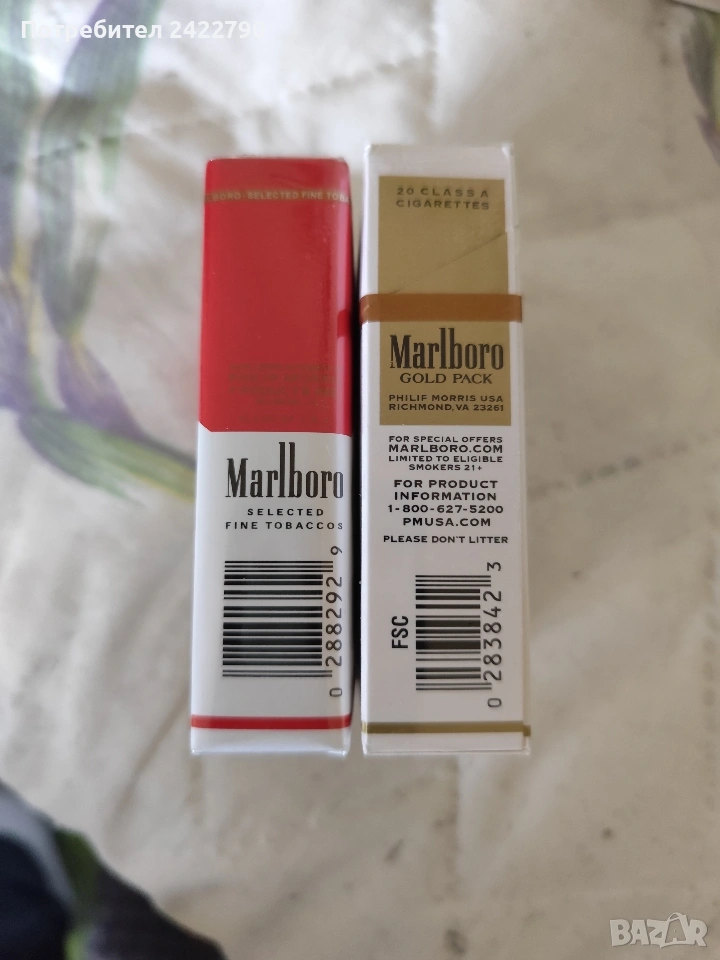 Потребител 2422790
BORO · SELECTED FINE TOBA
Marlboro
SELECTED
FINE TOBACCOS
0 288292 9
20 CLASS A
CIGARETTES
Marlboro
GOLD PACK
PHILIP MORRIS USA
RICHMOND, VA 23261
FOR SPECIAL OFFERS
MARLBORO.COM
LIMITED TO ELIGIBLE
SMOKERS 21+
FOR PRODUCT
INFORMATION
1-800-627-5200
PMUSA.COM
PLEASE DON'T LITTER
FSC
0 283842 3
BAZAR